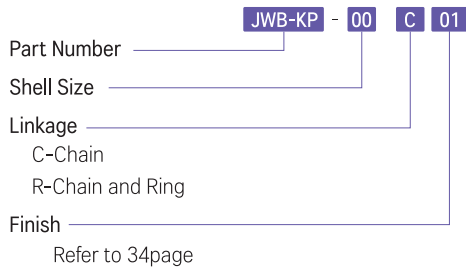 JWB-KP - 00 C 01
Part Number
Shell Size
Linkage
C-Chain
R-Chain and Ring
Finish
Refer to 34page